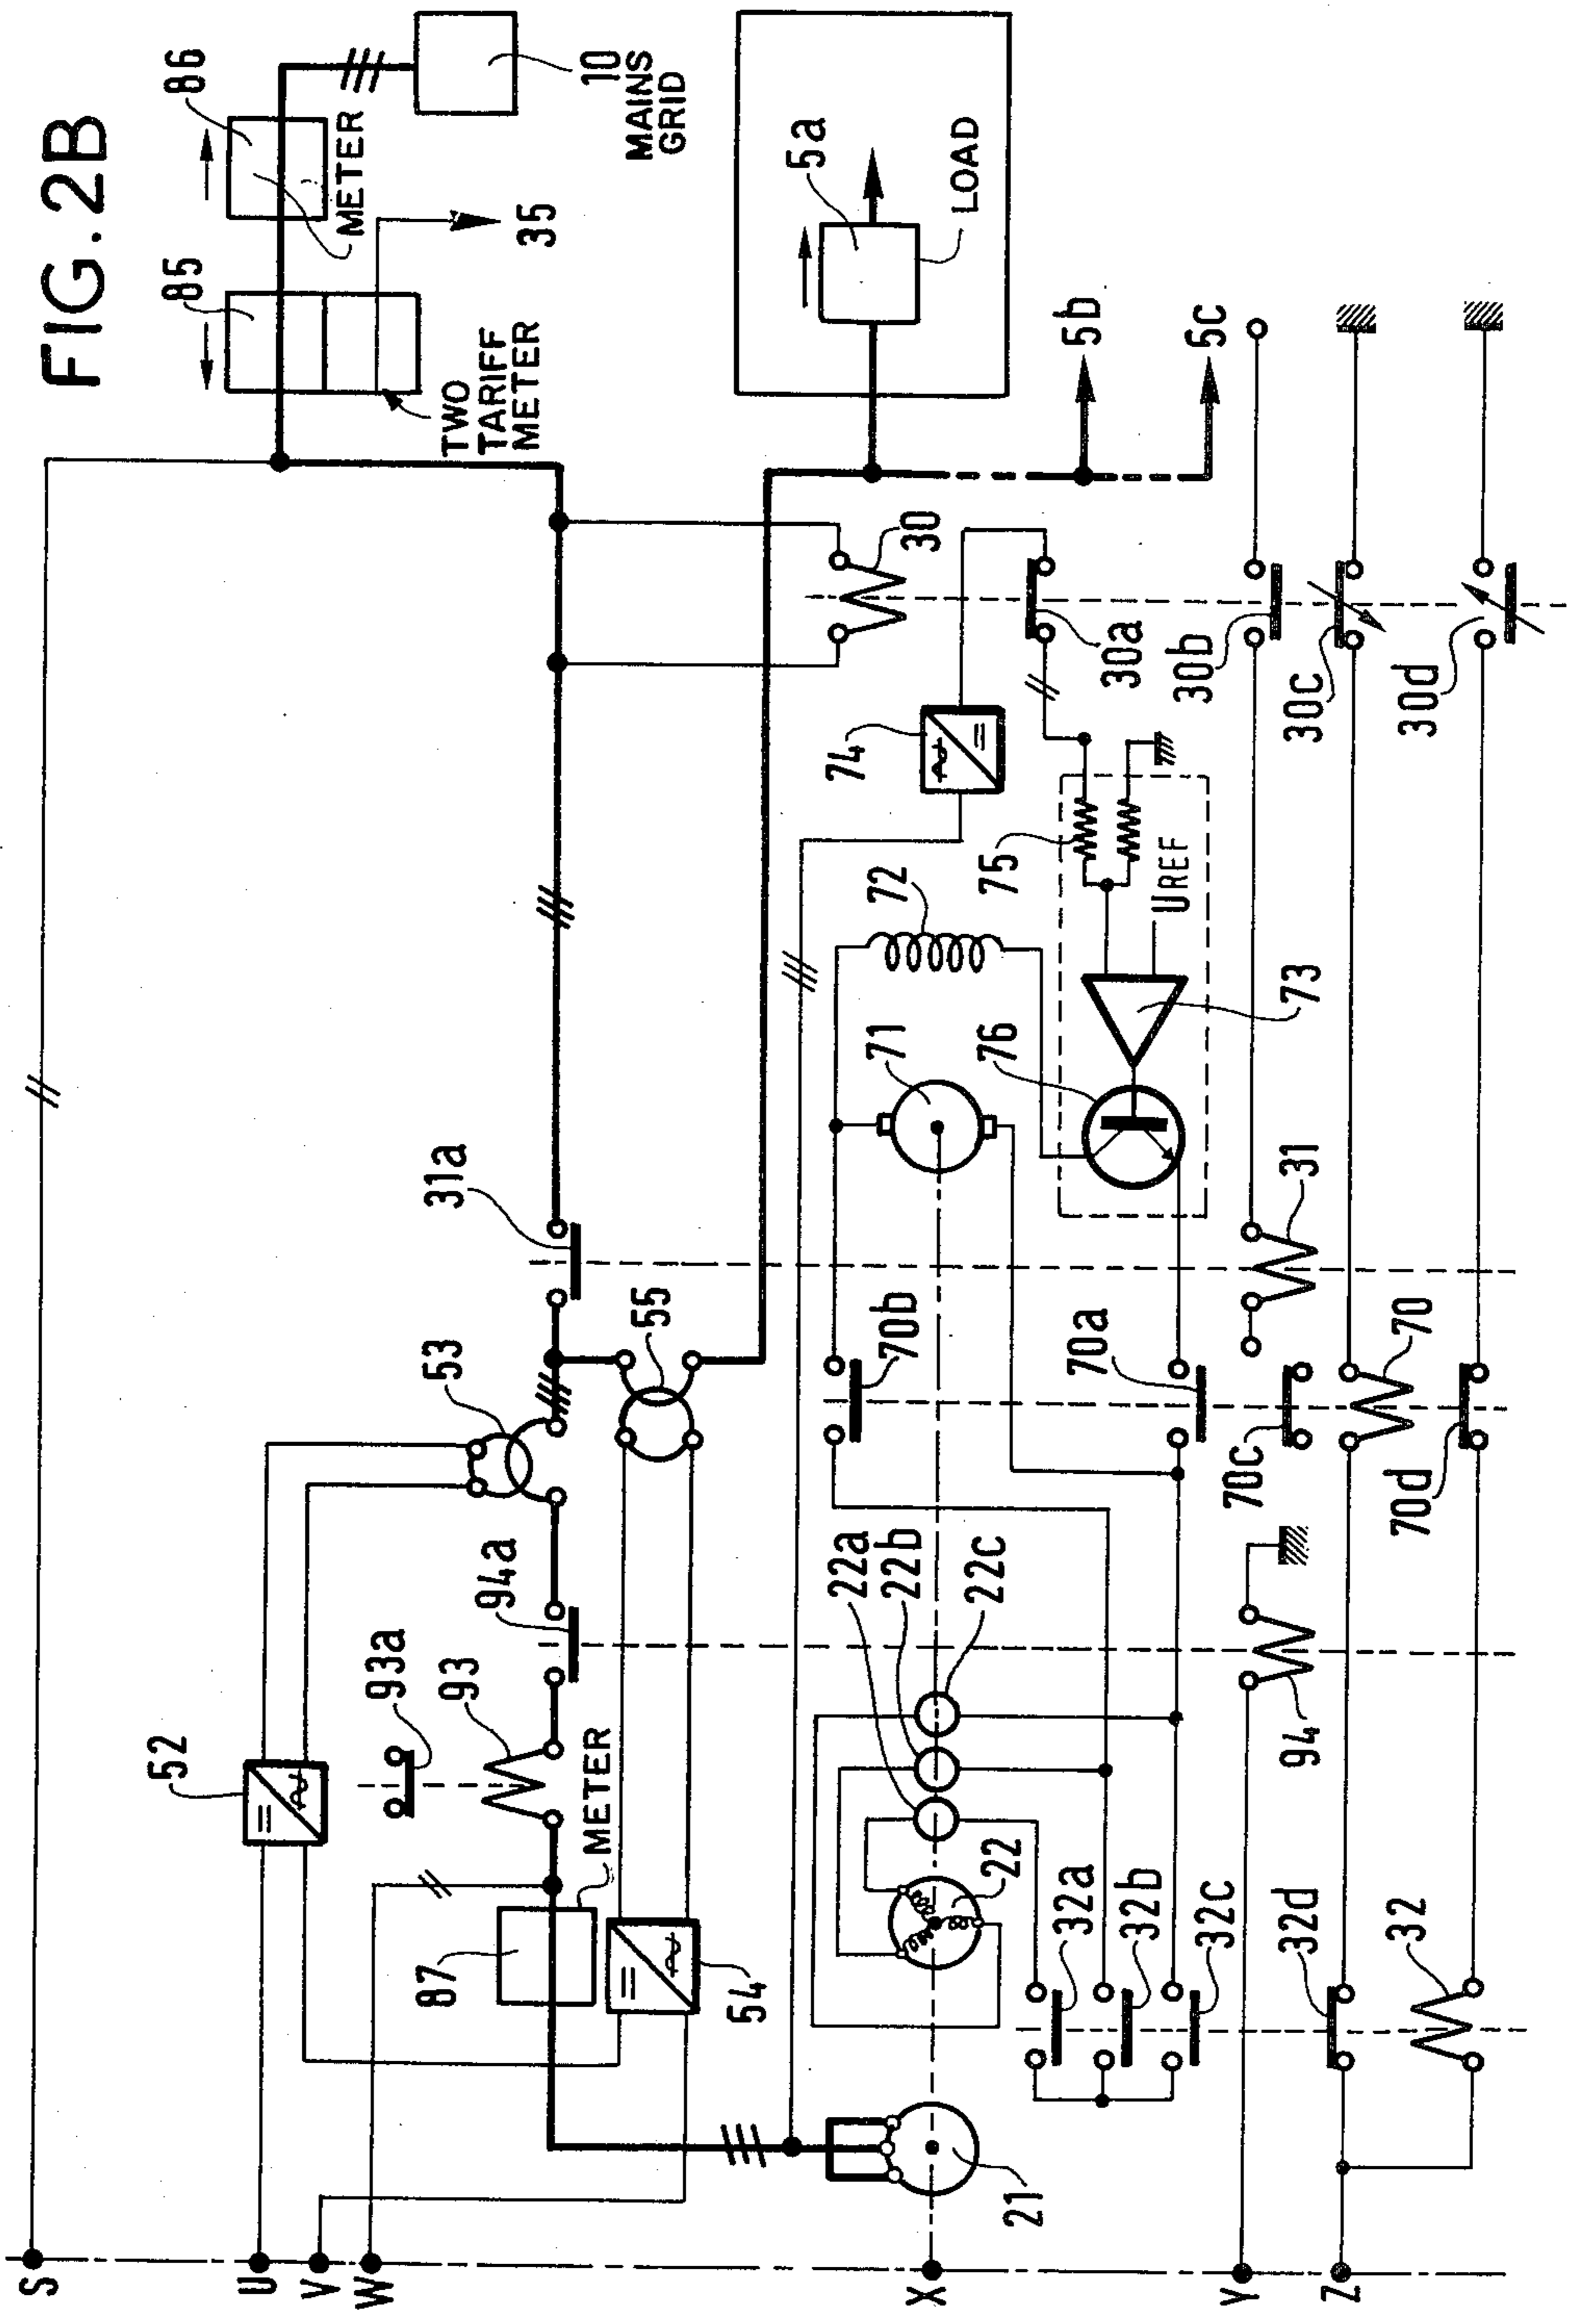 FIG. 2B
86
85
METER
10
MAINS
GRID
35
TWO
TARIFF
METER
5a
LOAD
5b
5c
30
30a
30b
30c
30d
74
75
72
UREF
73
71
76
31a
31
55
53
70b
70a
70
70c
70d
94a
93a
93
52
METER
87
54
22a
22b
22c
22
94
32a
32b
32c
32d
32
21
S
U
V
W
X
Y
Z